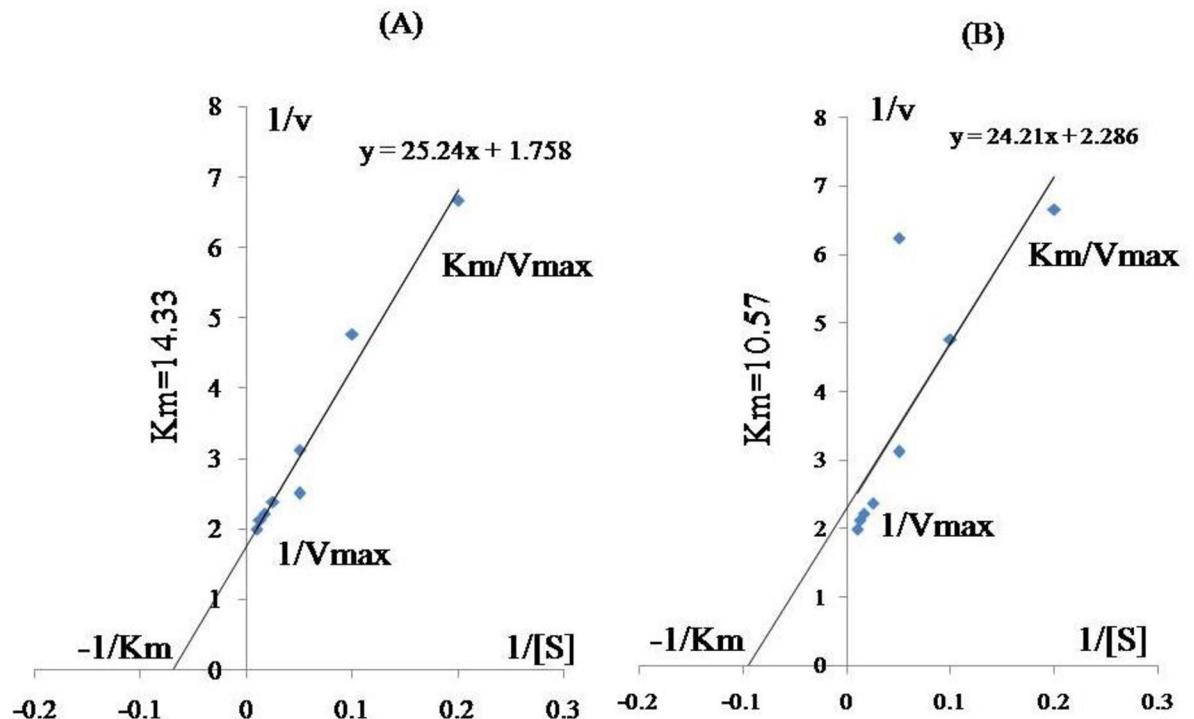 (A)
8
1/v
y = 25.24x + 1.758
7
6
Km/Vmax
5
Km=14.33
4
3
2
1/Vmax
1
-1/Km
1/[S]
0
-0.2
-0.1
0
0.1
0.2
0.3
(B)
8
1/v
y = 24.21x+2.286
7
6
Km/Vmax
5
Km=10.57
4
3
2
1/Vmax
1
-1/Km
1/[S]
0
-0.2
-0.1
0
0.1
0.2
0.3